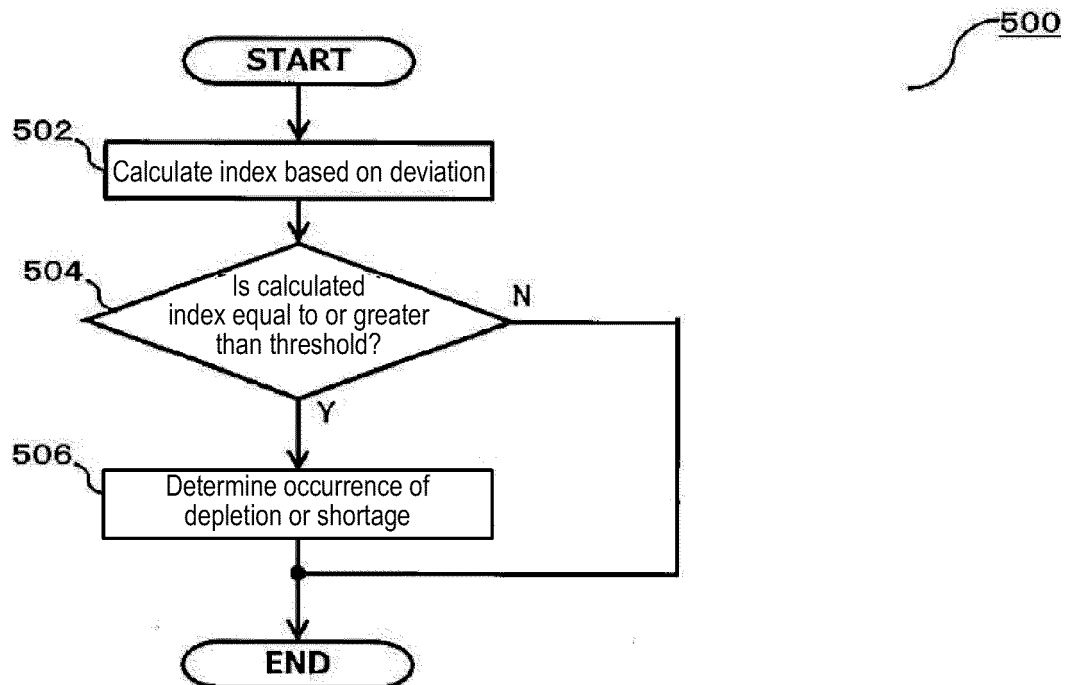 500
START
502
Calculate index based on deviation
504
Is calculated
index equal to or greater
than threshold?
N
Y
506
Determine occurrence of
depletion or shortage
END